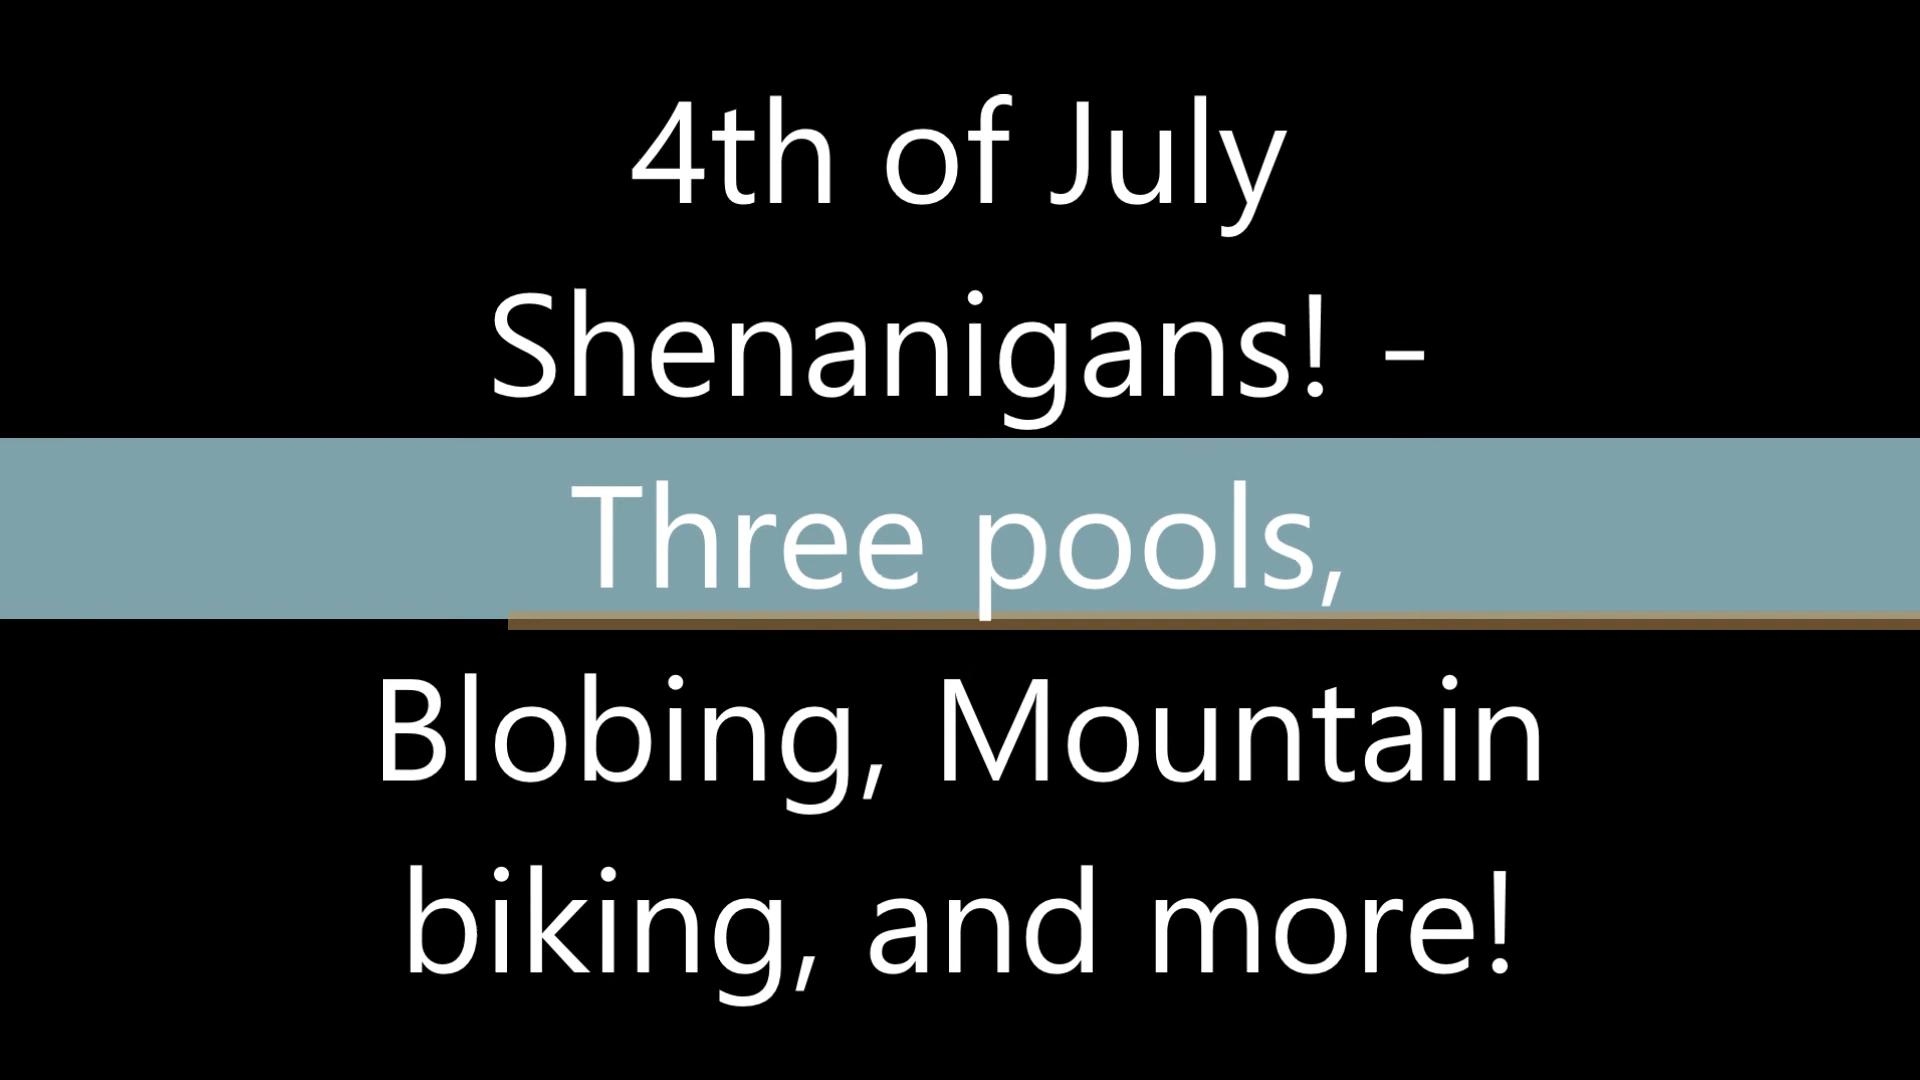 4th of July
Shenanigans! -
Three pools,
Blobing, Mountain
biking, and more!